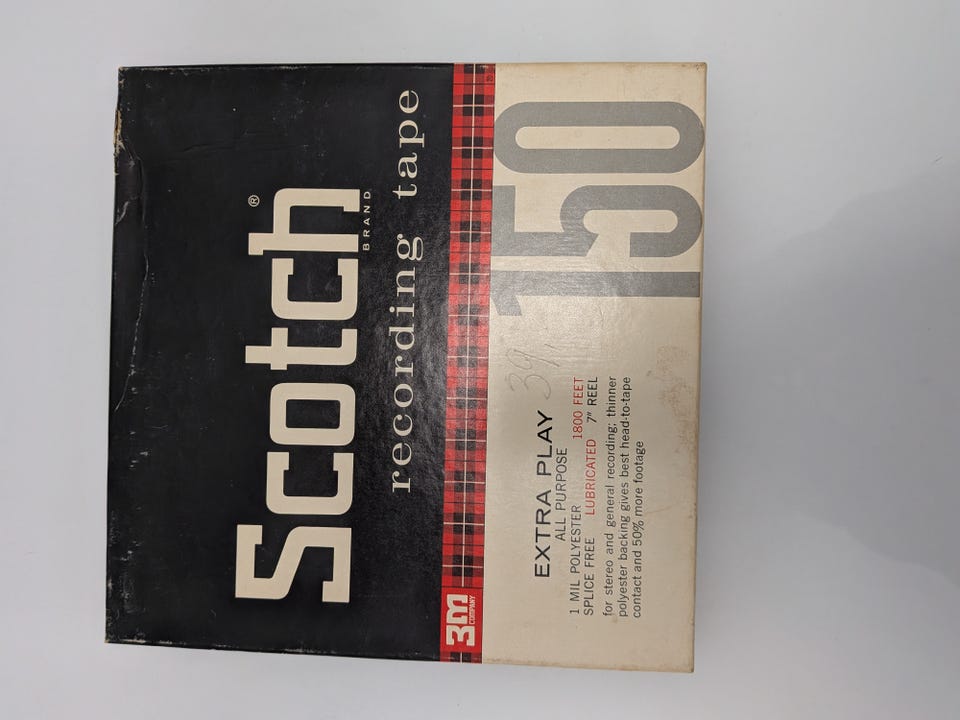 Scotch®
BRAND
recording tape
3M
COMPANY
150
39
EXTRA PLAY
ALL PURPOSE
1 MIL POLYESTER 1800 FEET
SPLICE FREE LUBRICATED 7" REEL
for stereo and general recording; thinner
polyester backing gives best head-to-tape
contact and 50% more footage